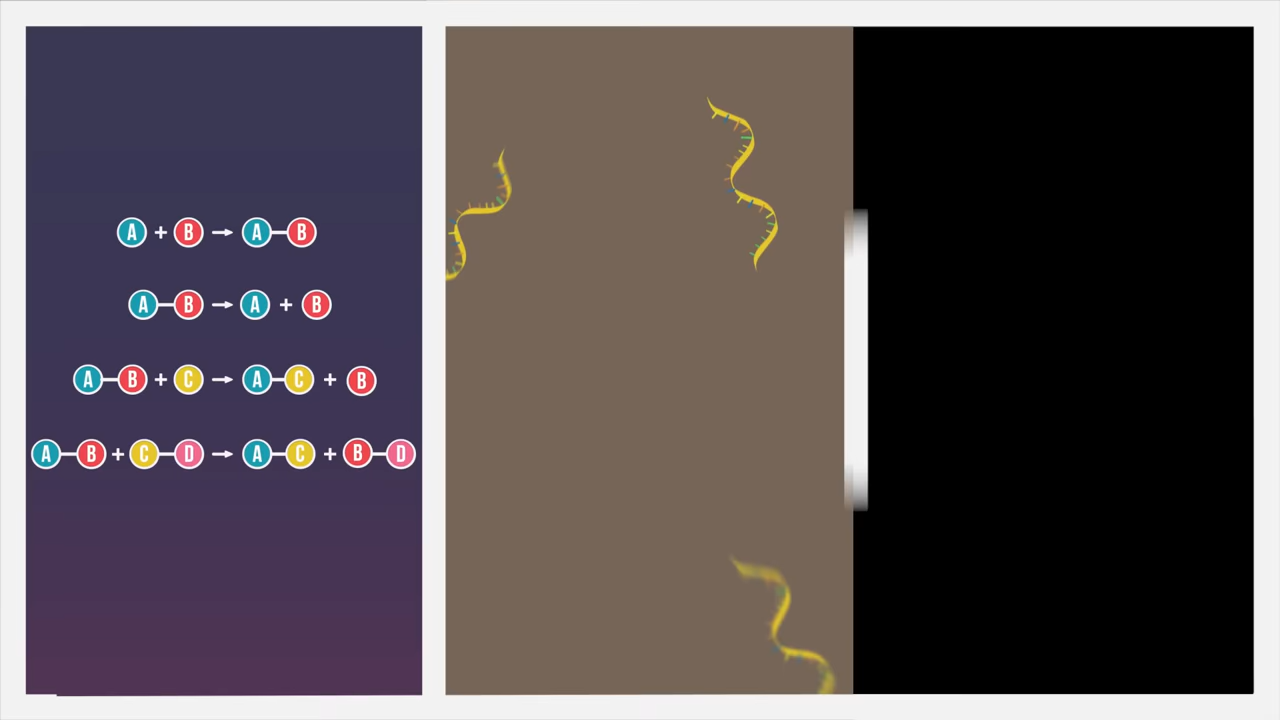 A + B → A–B
A–B → A + B
A–B + C → A–C + B
A–B + C–D → A–C + B–D